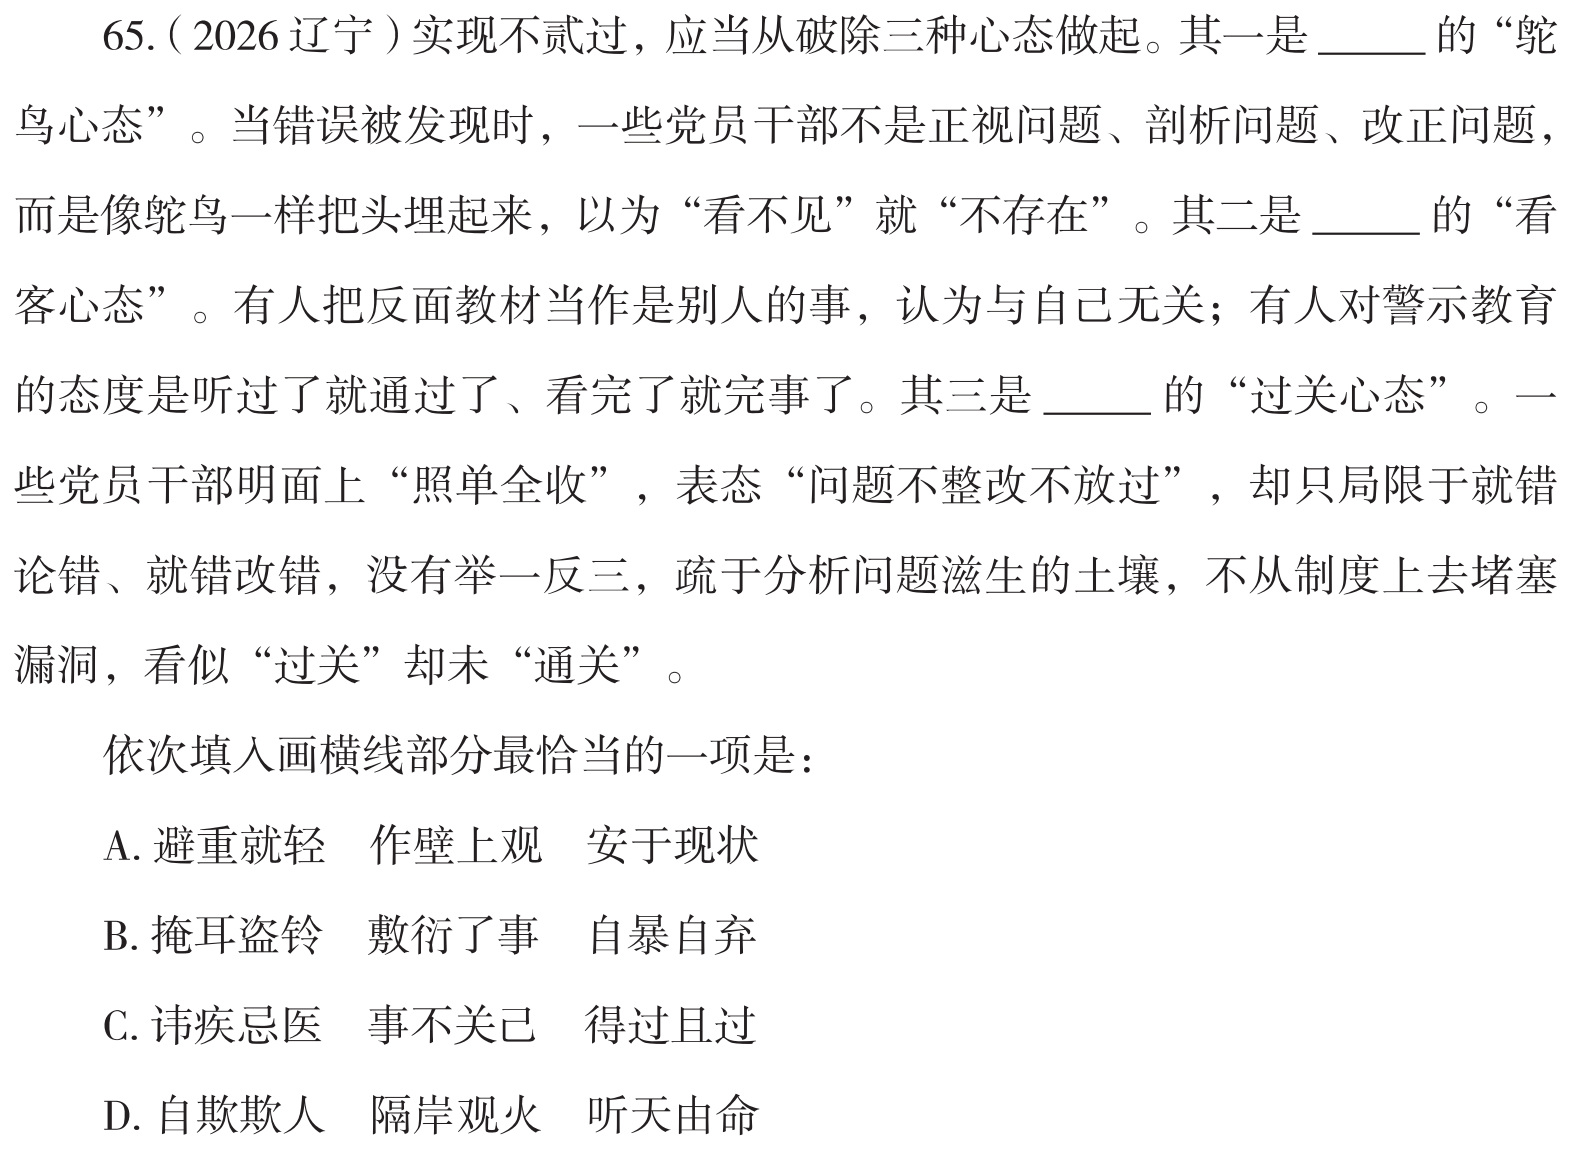 65.（2026 辽宁）实现不贰过，应当从破除三种心态做起。其一是 _____ 的“鸵
鸟心态”。当错误被发现时，一些党员干部不是正视问题、剖析问题、改正问题，
而是像鸵鸟一样把头埋起来，以为“看不见”就“不存在”。其二是 _____ 的“看
客心态”。有人把反面教材当作是别人的事，认为与自己无关；有人对警示教育
的态度是听过了就通过了、看完了就完事了。其三是 _____ 的“过关心态”。一
些党员干部明面上“照单全收”，表态“问题不整改不放过”，却只局限于就错
论错、就错改错，没有举一反三，疏于分析问题滋生的土壤，不从制度上去堵塞
漏洞，看似“过关”却未“通关”。
依次填入画横线部分最恰当的一项是：
A. 避重就轻　作壁上观　安于现状
B. 掩耳盗铃　敷衍了事　自暴自弃
C. 讳疾忌医　事不关己　得过且过
D. 自欺欺人　隔岸观火　听天由命